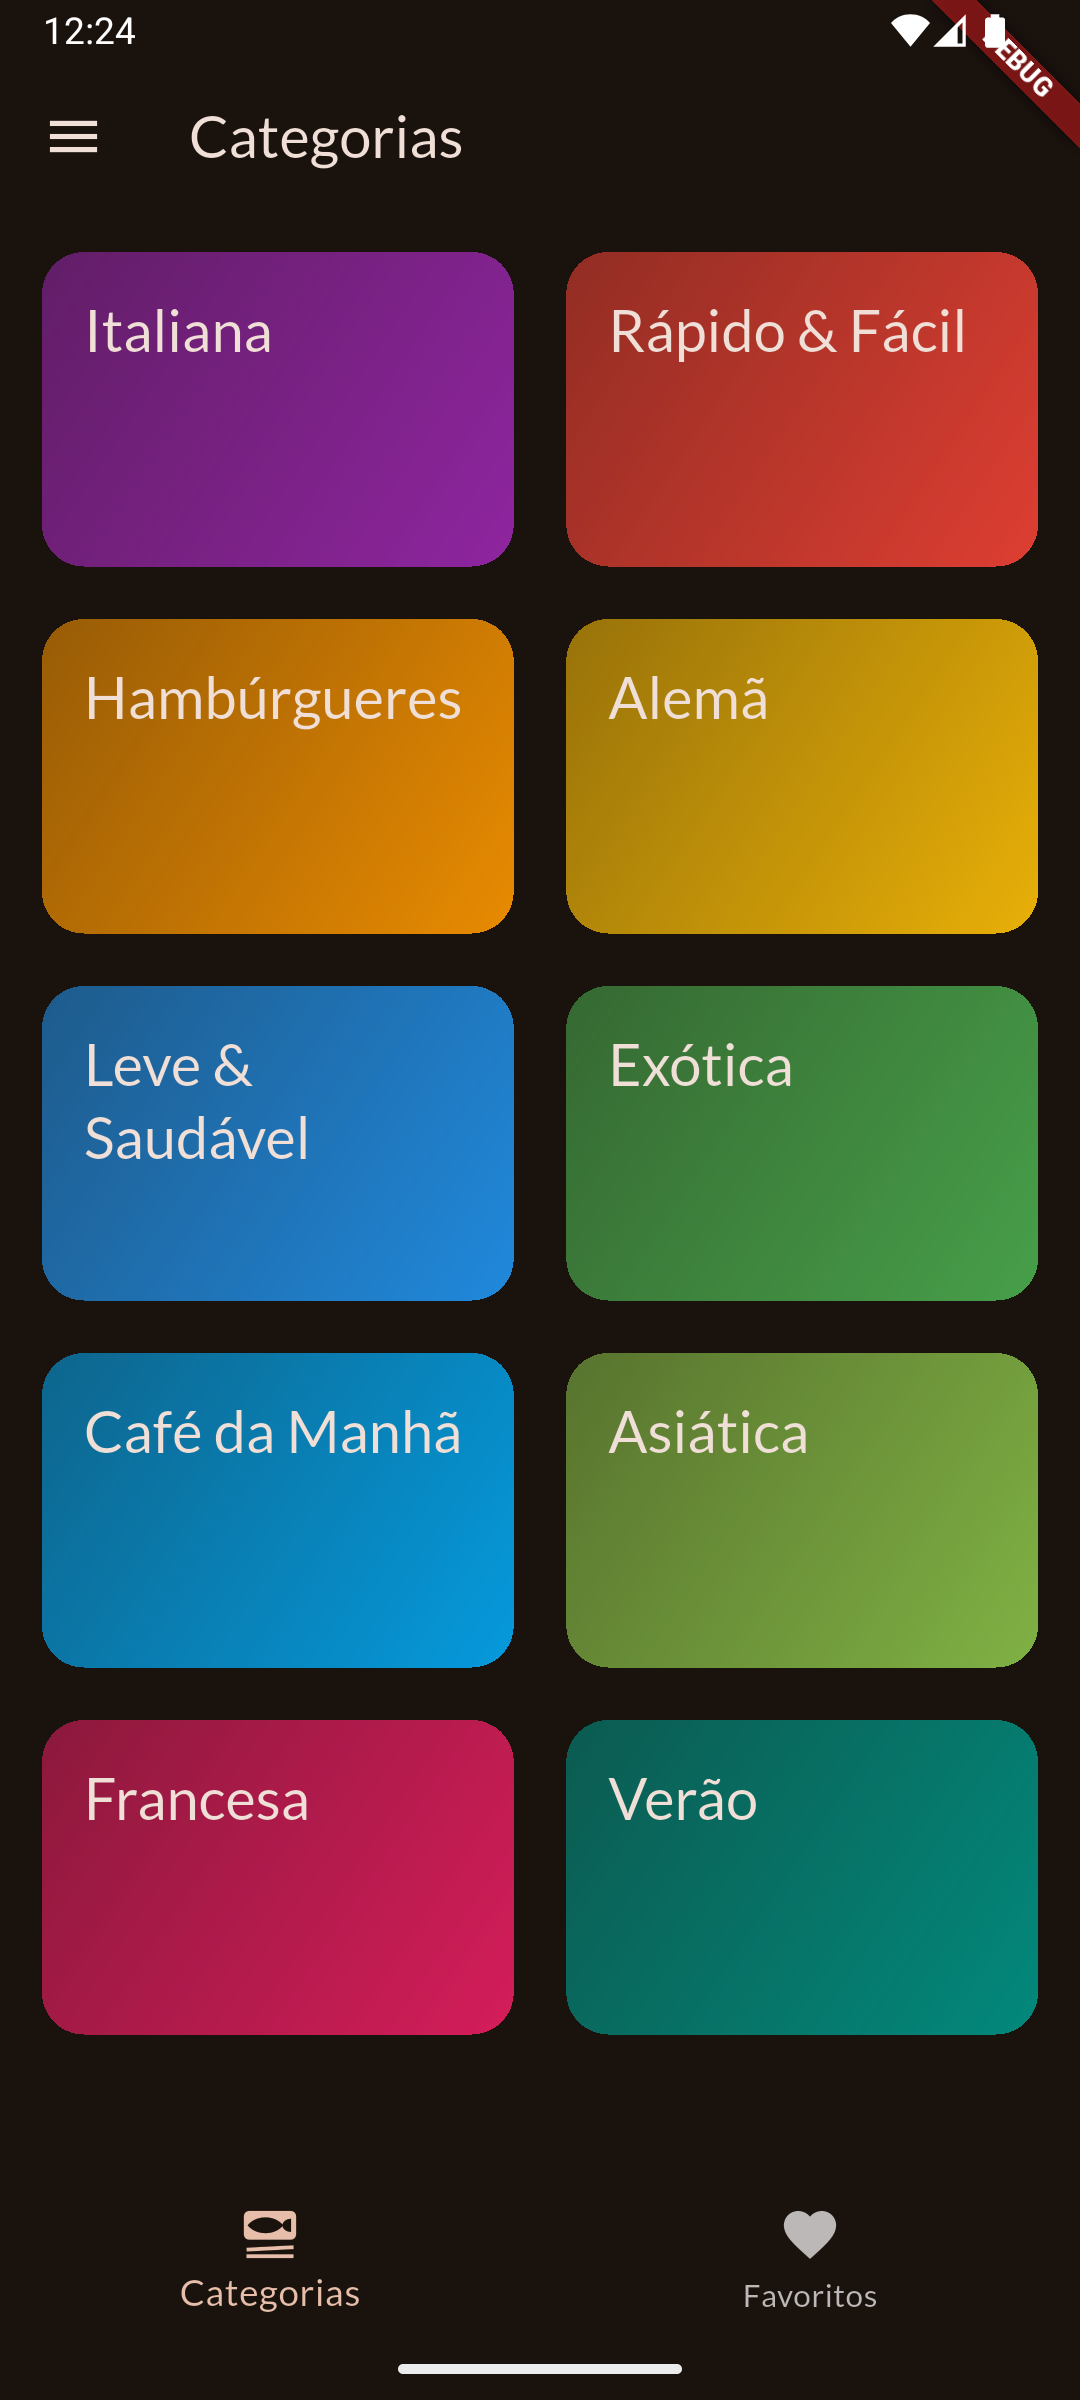 12:24
Categorias
Italiana
Rápido & Fácil
Hambúrgueres
Alemã
Leve &
Saudável
Exótica
Café da Manhã
Asiática
Francesa
Verão
Categorias
Favoritos